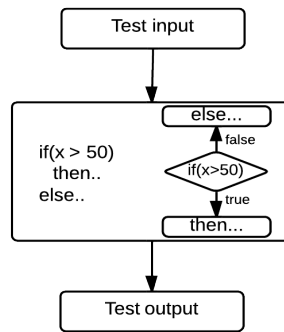 Test input
else...
false
if(x > 50)
then..
else..
if(x>50)
true
then...
Test output